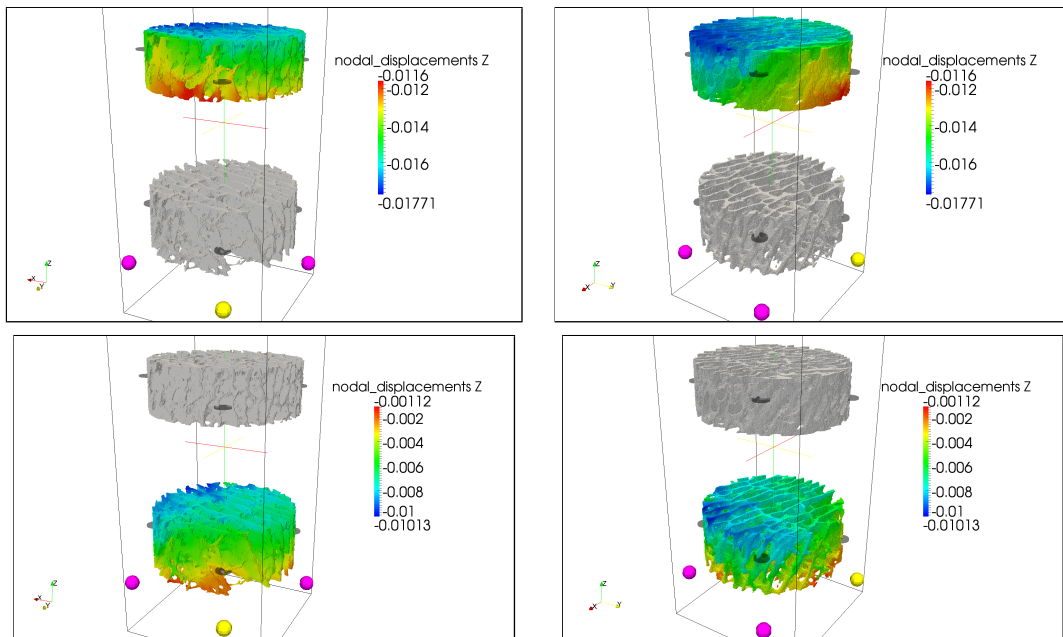 nodal_displacements Z
-0.0116
-0.012
-0.014
-0.016
-0.01771
Z
X
Y
nodal_displacements Z
-0.0116
-0.012
-0.014
-0.016
-0.01771
Z
X
Y
nodal_displacements Z
-0.00112
-0.002
-0.004
-0.006
-0.008
-0.01
-0.01013
Z
X
Y
nodal_displacements Z
-0.00112
-0.002
-0.004
-0.006
-0.008
-0.01
-0.01013
Z
X
Y